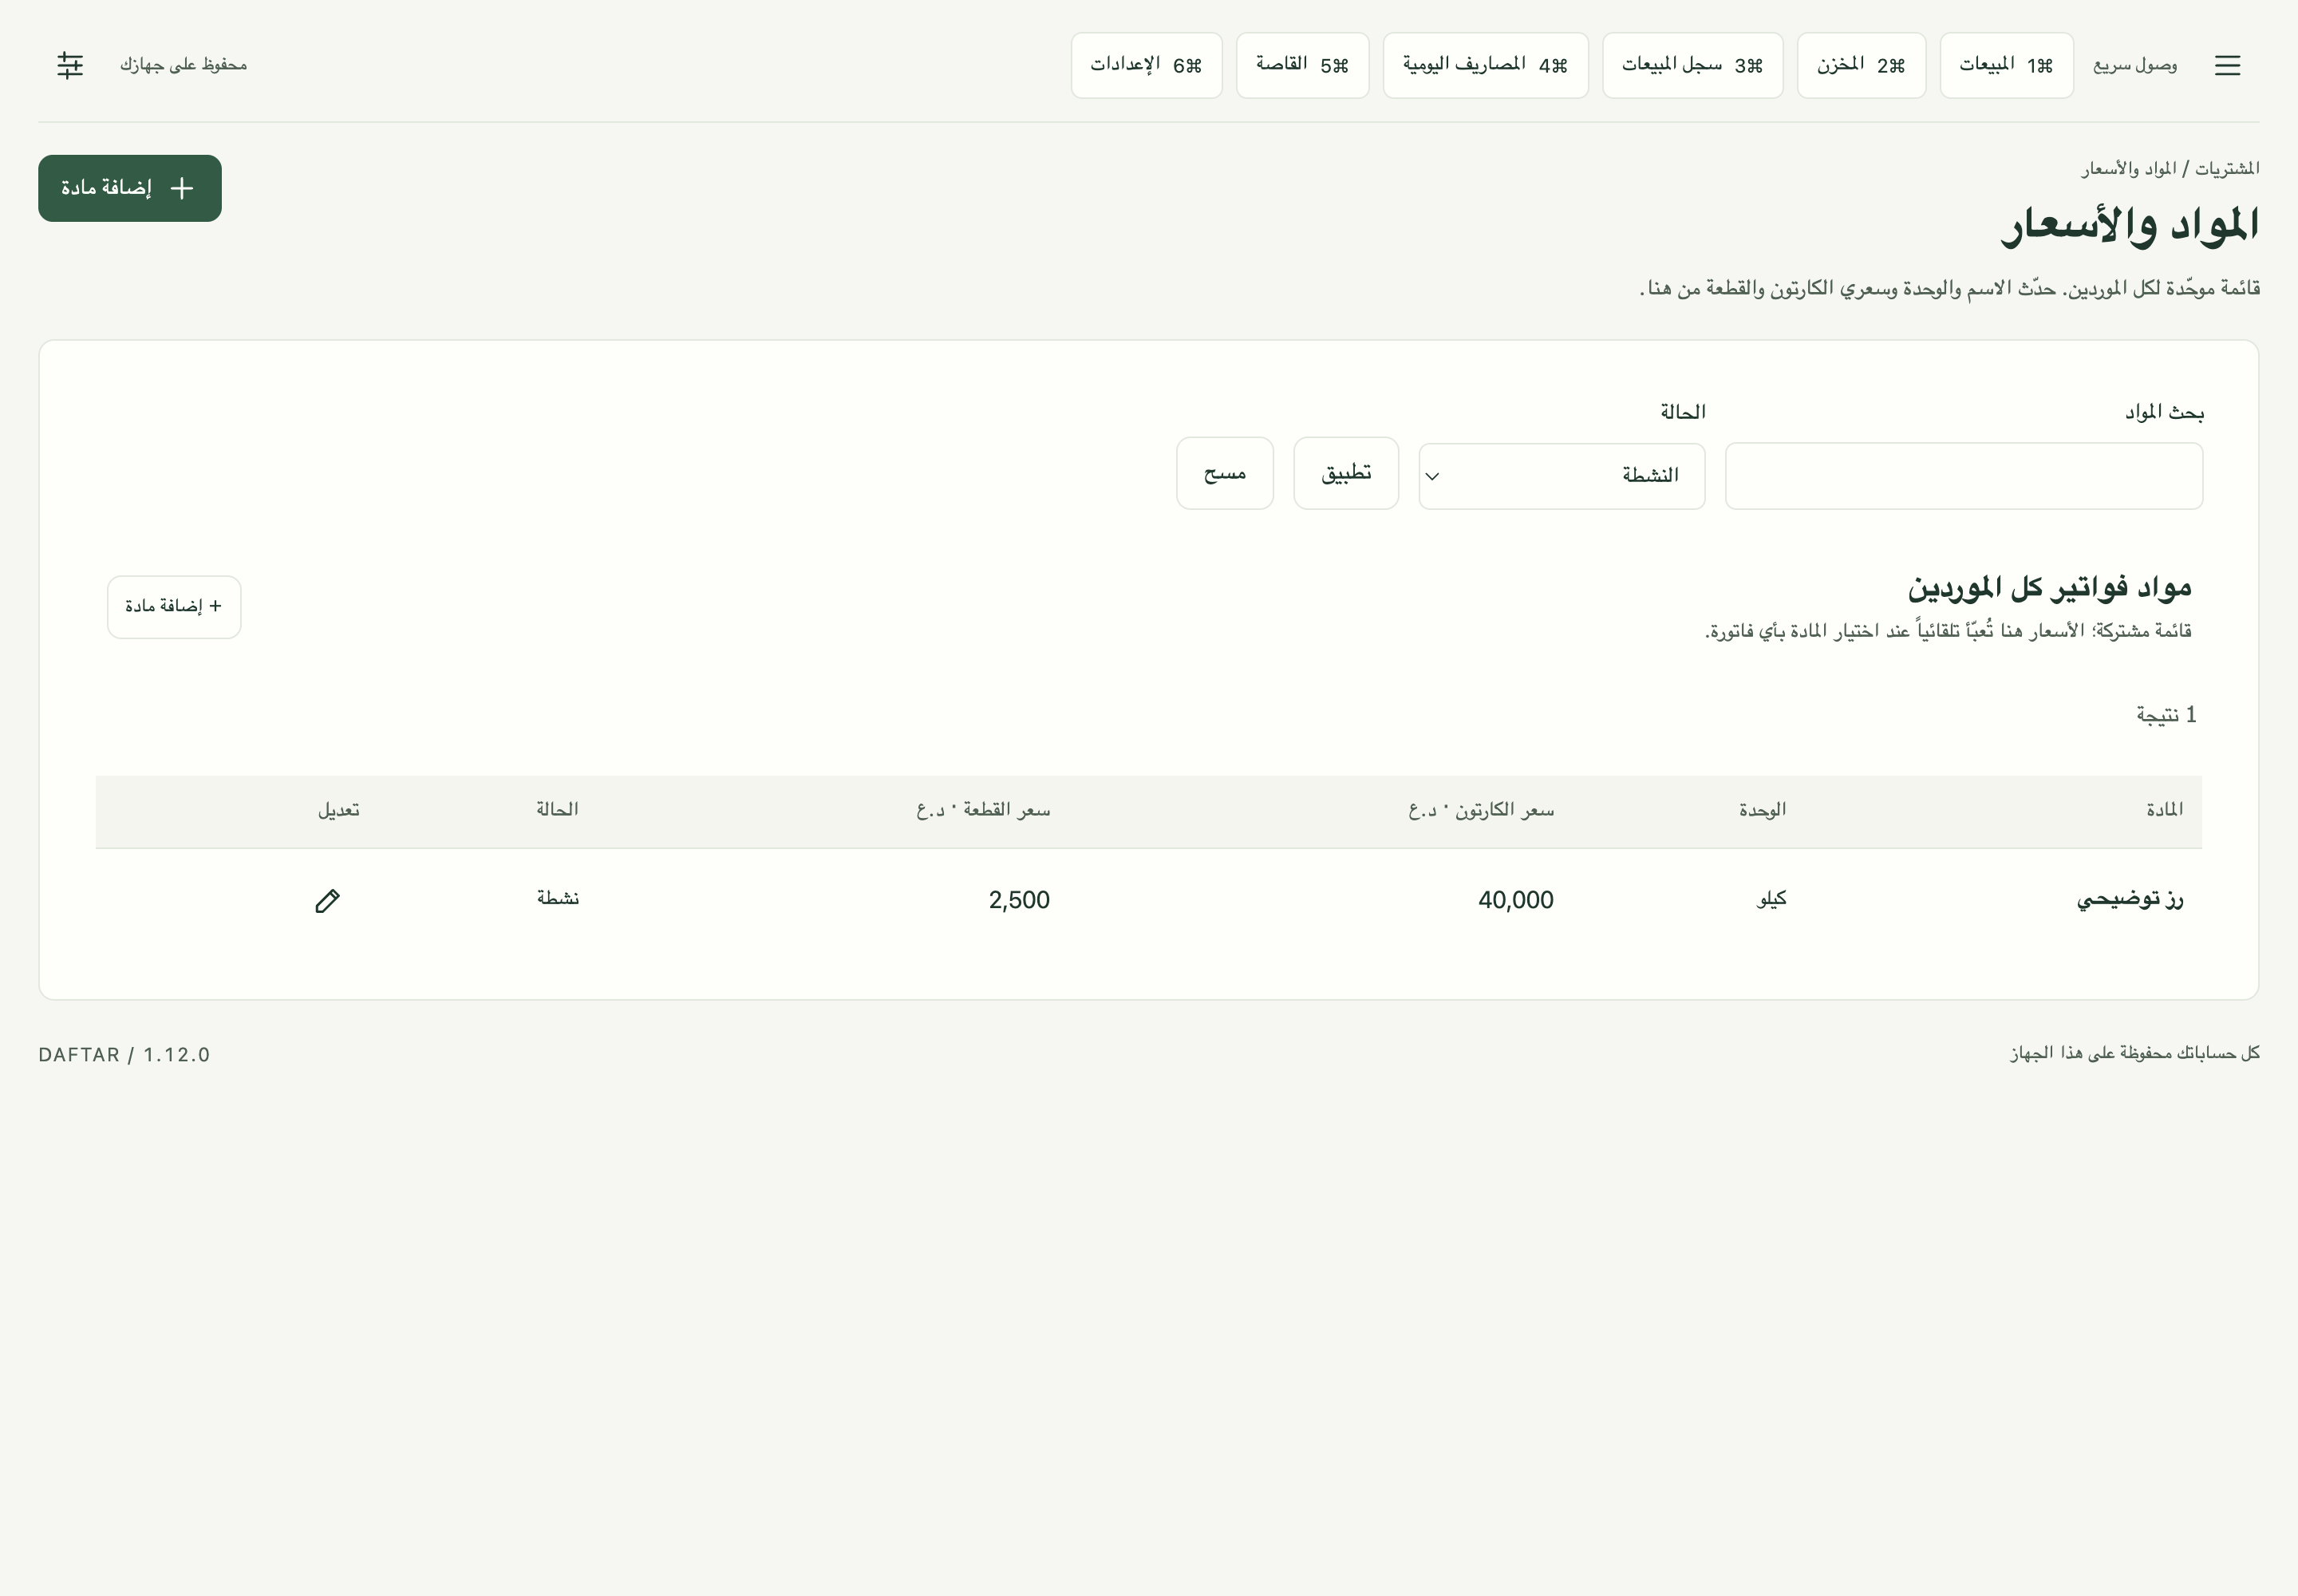 وصول سريع
⌘1 المبيعات
⌘2 المخزن
⌘3 سجل المبيعات
⌘4 المصاريف اليومية
⌘5 القاصة
⌘6 الإعدادات
محفوظ على جهازك
المشتريات / المواد والأسعار
المواد والأسعار
+ إضافة مادة
قائمة موحّدة لكل الموردين. حدّث الاسم والوحدة وسعري الكارتون والقطعة من هنا.
بحث المواد
الحالة
النشطة
تطبيق
مسح
مواد فواتير كل الموردين
قائمة مشتركة؛ الأسعار هنا تُعبّأ تلقائياً عند اختيار المادة بأي فاتورة.
+ إضافة مادة
1 نتيجة
المادة الوحدة سعر الكارتون · د.ع سعر القطعة · د.ع الحالة تعديل
رز توضيحي كيلو 40,000 2,500 نشطة
كل حساباتك محفوظة على هذا الجهاز
DAFTAR / 1.12.0